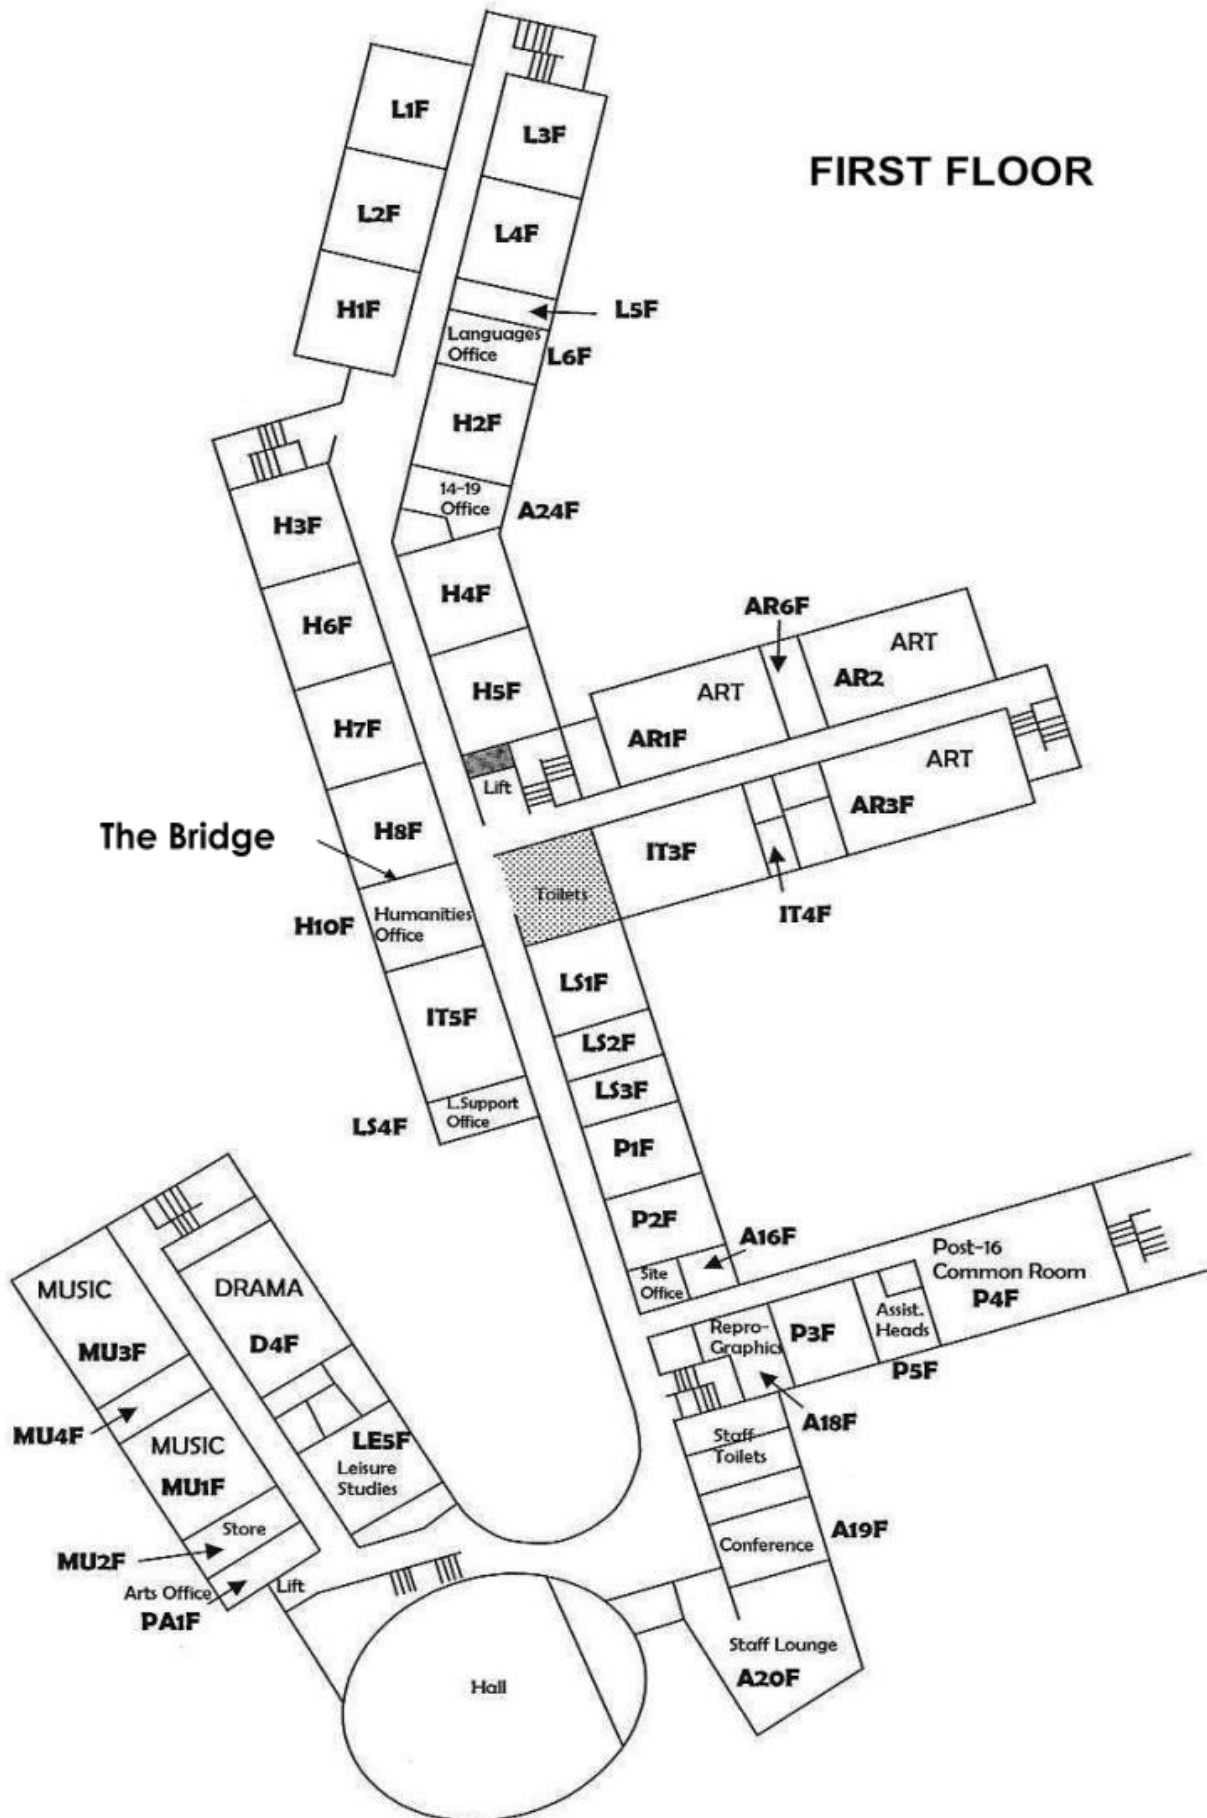 FIRST FLOOR
L1F
L3F
L2F
L4F
H1F
L5F
Languages
Office
L6F
H2F
14-19
Office
A24F
H3F
H4F
AR6F
H6F
ART
AR2
H5F
ART
AR1F
H7F
ART
Lift
AR3F
The Bridge
H8F
IT3F
Toilets
IT4F
H10F
Humanities
Office
LS1F
IT5F
LS2F
LS3F
L.Support
Office
LS4F
P1F
P2F
A16F
Site
Office
Post-16
Common Room
P4F
MUSIC
DRAMA
Repro-
Graphics
P3F
Assist.
Heads
P5F
MU3F
D4F
A18F
MU4F
MUSIC
LE5F
Leisure
Studies
Staff
Toilets
MU1F
Store
A19F
Conference
MU2F
Arts Office
PA1F
Lift
Staff Lounge
A20F
Hall